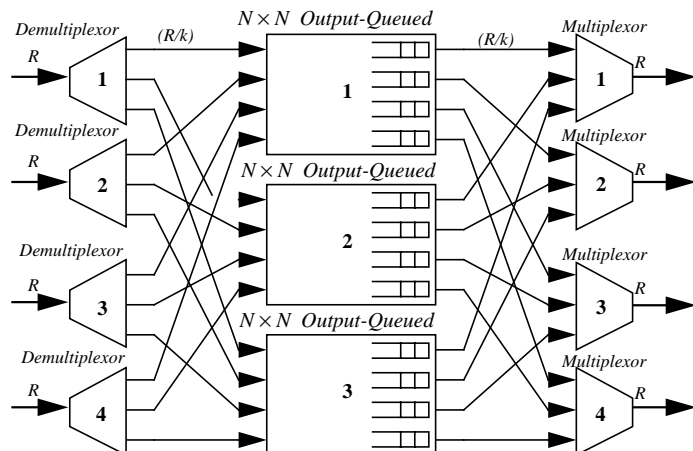 N × N Output-Queued
Demultiplexor
(R/k)
(R/k)
Multiplexor
R
1
1
1
R
Demultiplexor
Multiplexor
R
2
N × N Output-Queued
2
R
Demultiplexor
2
Multiplexor
R
3
N × N Output-Queued
3
R
Demultiplexor
Multiplexor
R
4
3
4
R